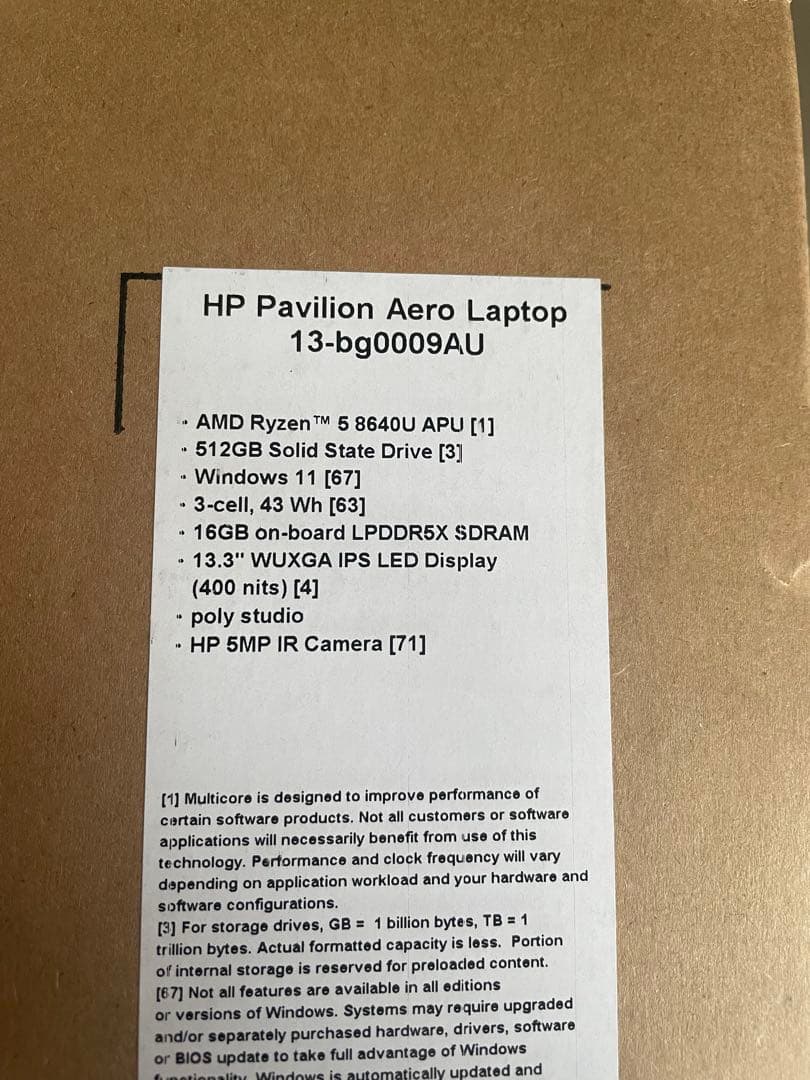 HP Pavilion Aero Laptop
13-bg0009AU
• AMD Ryzen™ 5 8640U APU [1]
• 512GB Solid State Drive [3]
• Windows 11 [67]
• 3-cell, 43 Wh [63]
• 16GB on-board LPDDR5X SDRAM
• 13.3" WUXGA IPS LED Display
(400 nits) [4]
• poly studio
• HP 5MP IR Camera [71]
[1] Multicore is designed to improve performance of
certain software products. Not all customers or software
applications will necessarily benefit from use of this
technology. Performance and clock frequency will vary
depending on application workload and your hardware and
software configurations.
[3] For storage drives, GB = 1 billion bytes, TB = 1
trillion bytes. Actual formatted capacity is less. Portion
of internal storage is reserved for preloaded content.
[67] Not all features are available in all editions
or versions of Windows. Systems may require upgraded
and/or separately purchased hardware, drivers, software
or BIOS update to take full advantage of Windows
functionality. Windows is automatically updated and